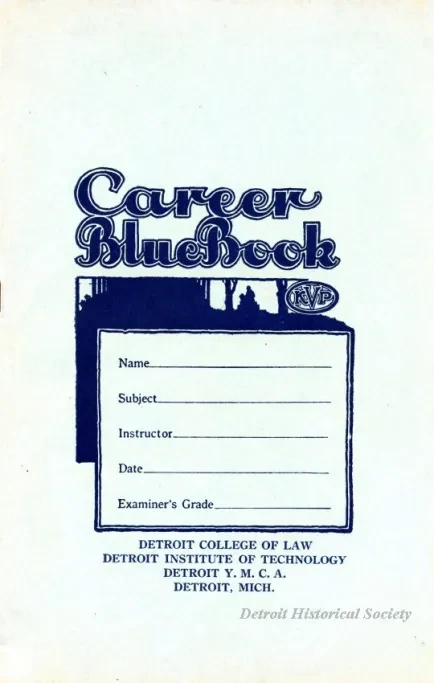 Career
BlueBook
KVP
Name
Subject
Instructor
Date
Examiner's Grade
DETROIT COLLEGE OF LAW
DETROIT INSTITUTE OF TECHNOLOGY
DETROIT Y. M. C. A.
DETROIT, MICH.
Detroit Historical Society